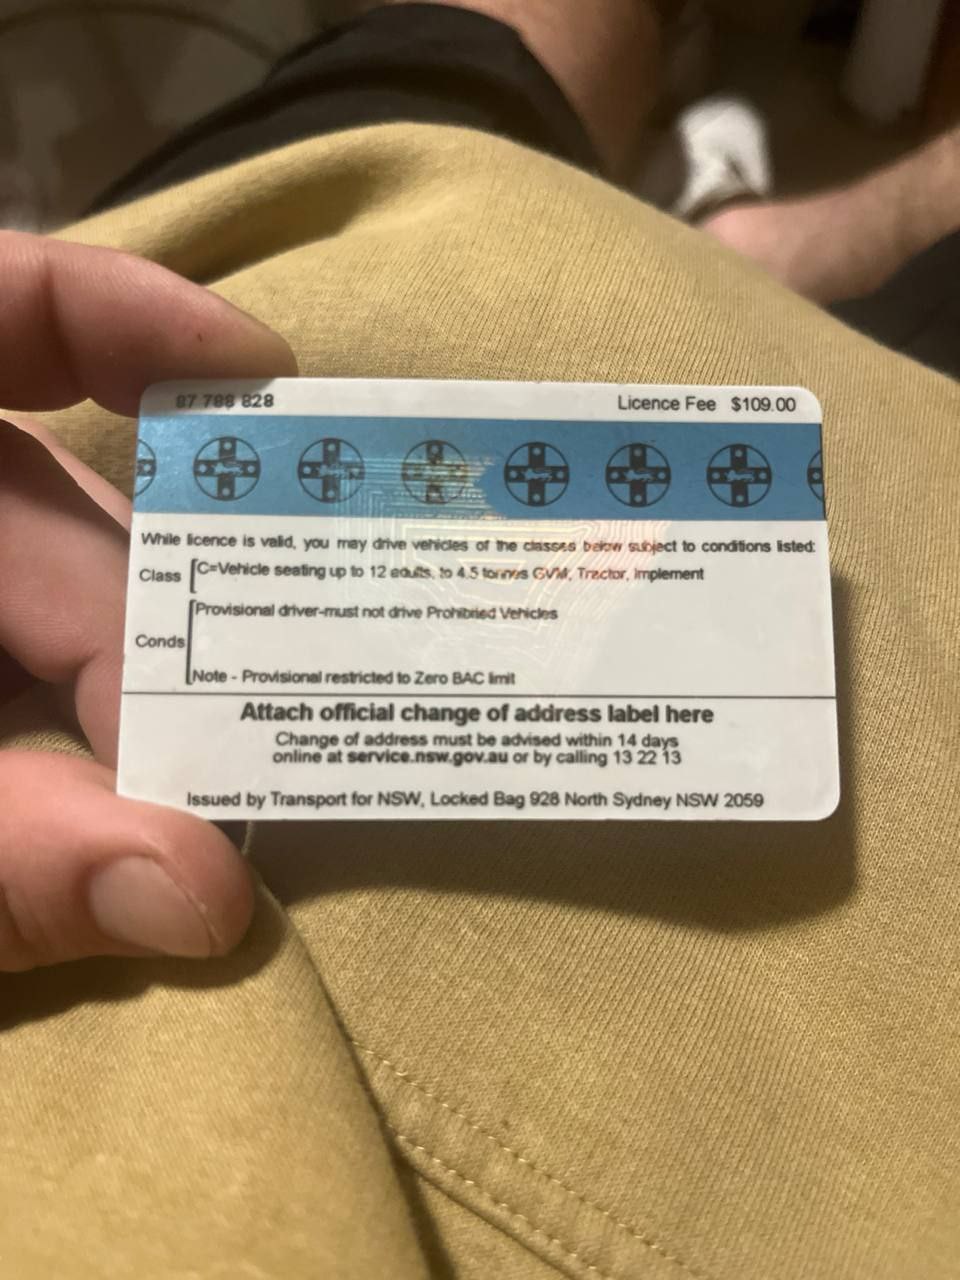 87 788 828
Licence Fee $109.00
While licence is valid, you may drive vehicles of the classes below subject to conditions listed:
Class
C=Vehicle seating up to 12 adults, to 4.5 tonnes GVM; Tractor, Implement
Conds
Provisional driver-must not drive Prohibited Vehicles
Note - Provisional restricted to Zero BAC limit
Attach official change of address label here
Change of address must be advised within 14 days
online at service.nsw.gov.au or by calling 13 22 13
Issued by Transport for NSW, Locked Bag 928 North Sydney NSW 2059